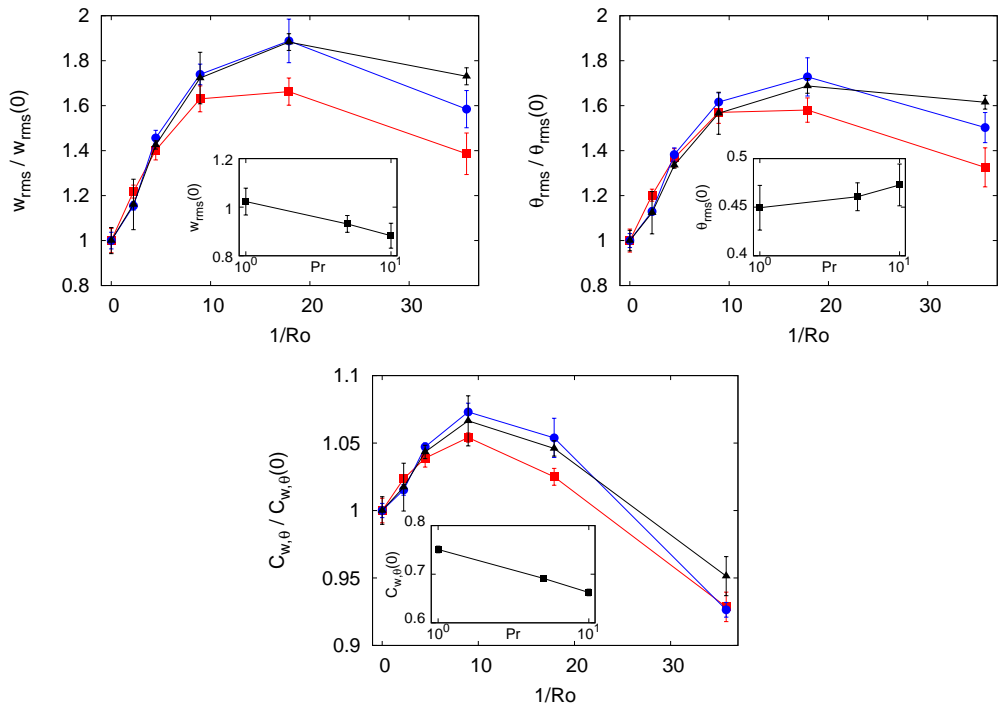 2
1.8
1.6
1.4
1.2
1
0.8
0 10 20 30
1/Ro
w_rms / w_rms(0)
1.2
1
0.8
10^0 Pr 10^1
w_rms(0)
2
1.8
1.6
1.4
1.2
1
0.8
0 10 20 30
1/Ro
θ_rms / θ_rms(0)
0.5
0.45
0.4
10^0 Pr 10^1
θ_rms(0)
1.1
1.05
1
0.95
0.9
0 10 20 30
1/Ro
C_w,θ / C_w,θ(0)
0.8
0.7
0.6
10^0 Pr 10^1
C_w,θ(0)